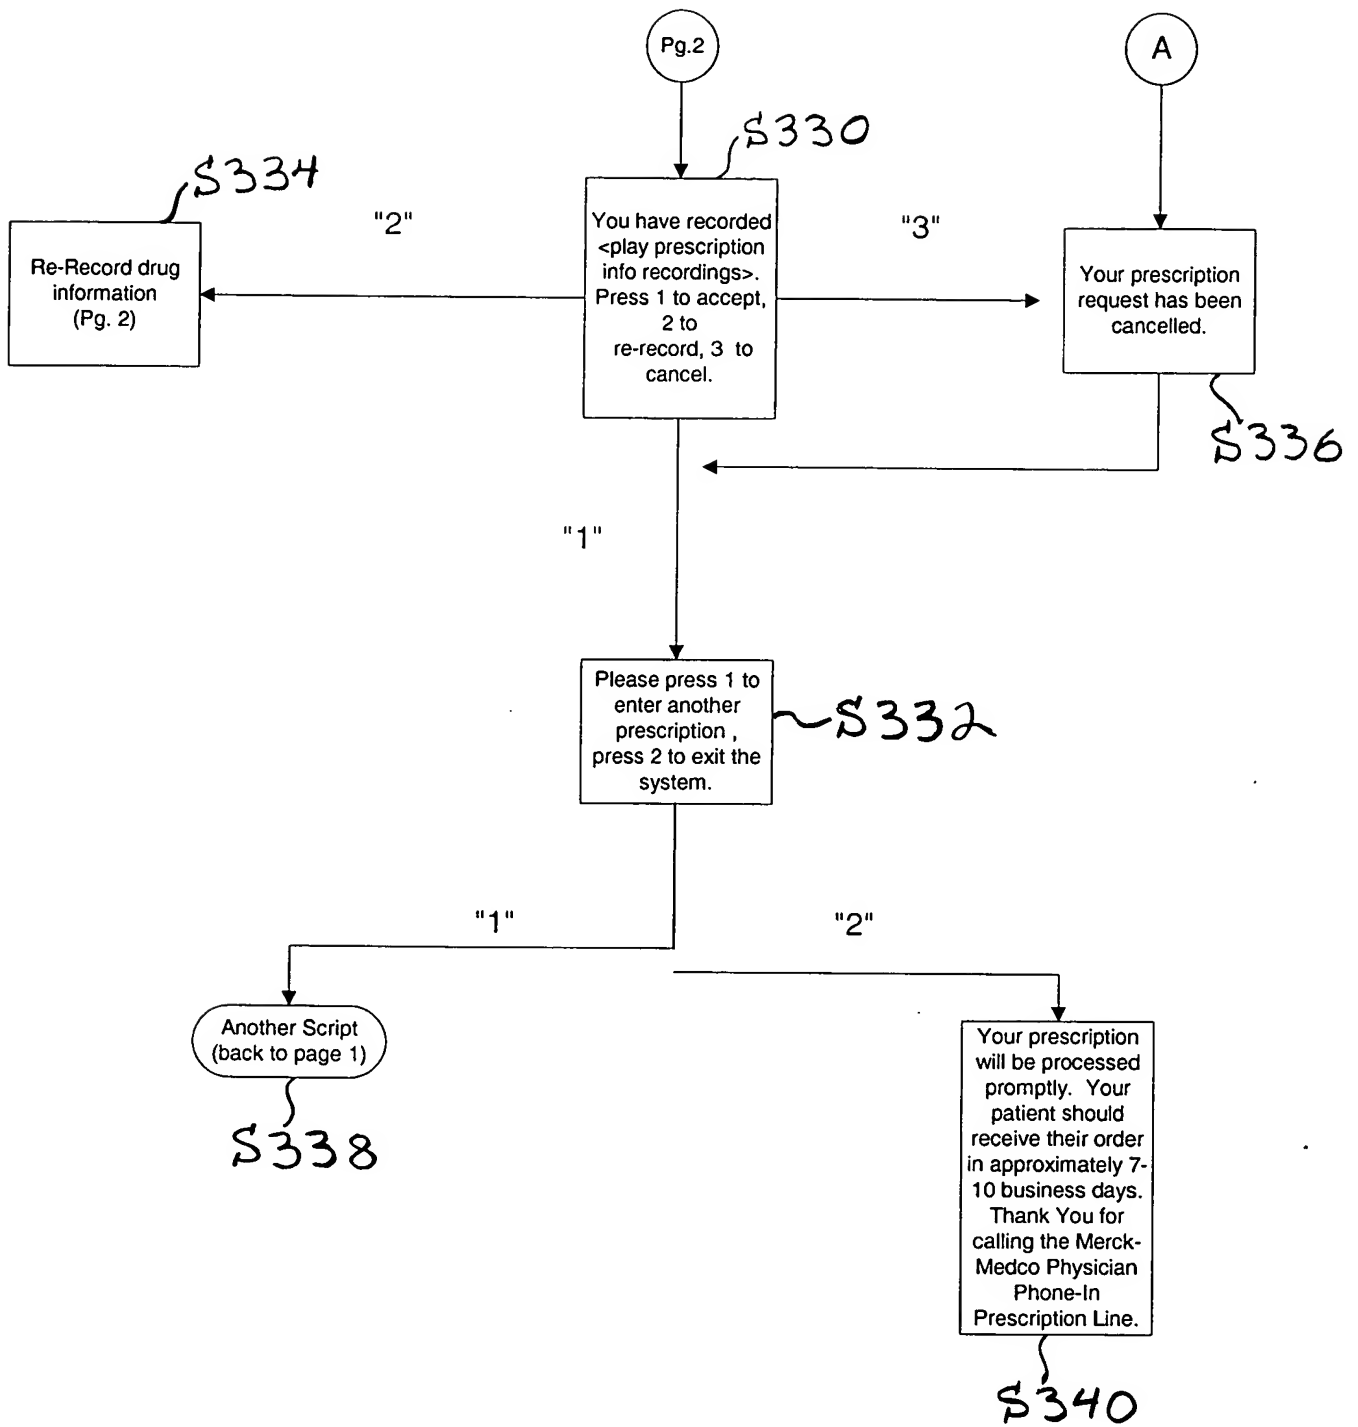 Pg.2
A
S330
S334
"2"
You have recorded
<play prescription
info recordings>.
Press 1 to accept,
2 to
re-record, 3 to
cancel.
"3"
Re-Record drug
information
(Pg. 2)
Your prescription
request has been
cancelled.
S336
"1"
Please press 1 to
enter another
prescription ,
press 2 to exit the
system.
S332
"1"
"2"
Another Script
(back to page 1)
S338
Your prescription
will be processed
promptly. Your
patient should
receive their order
in approximately 7-
10 business days.
Thank You for
calling the Merck-
Medco Physician
Phone-In
Prescription Line.
S340